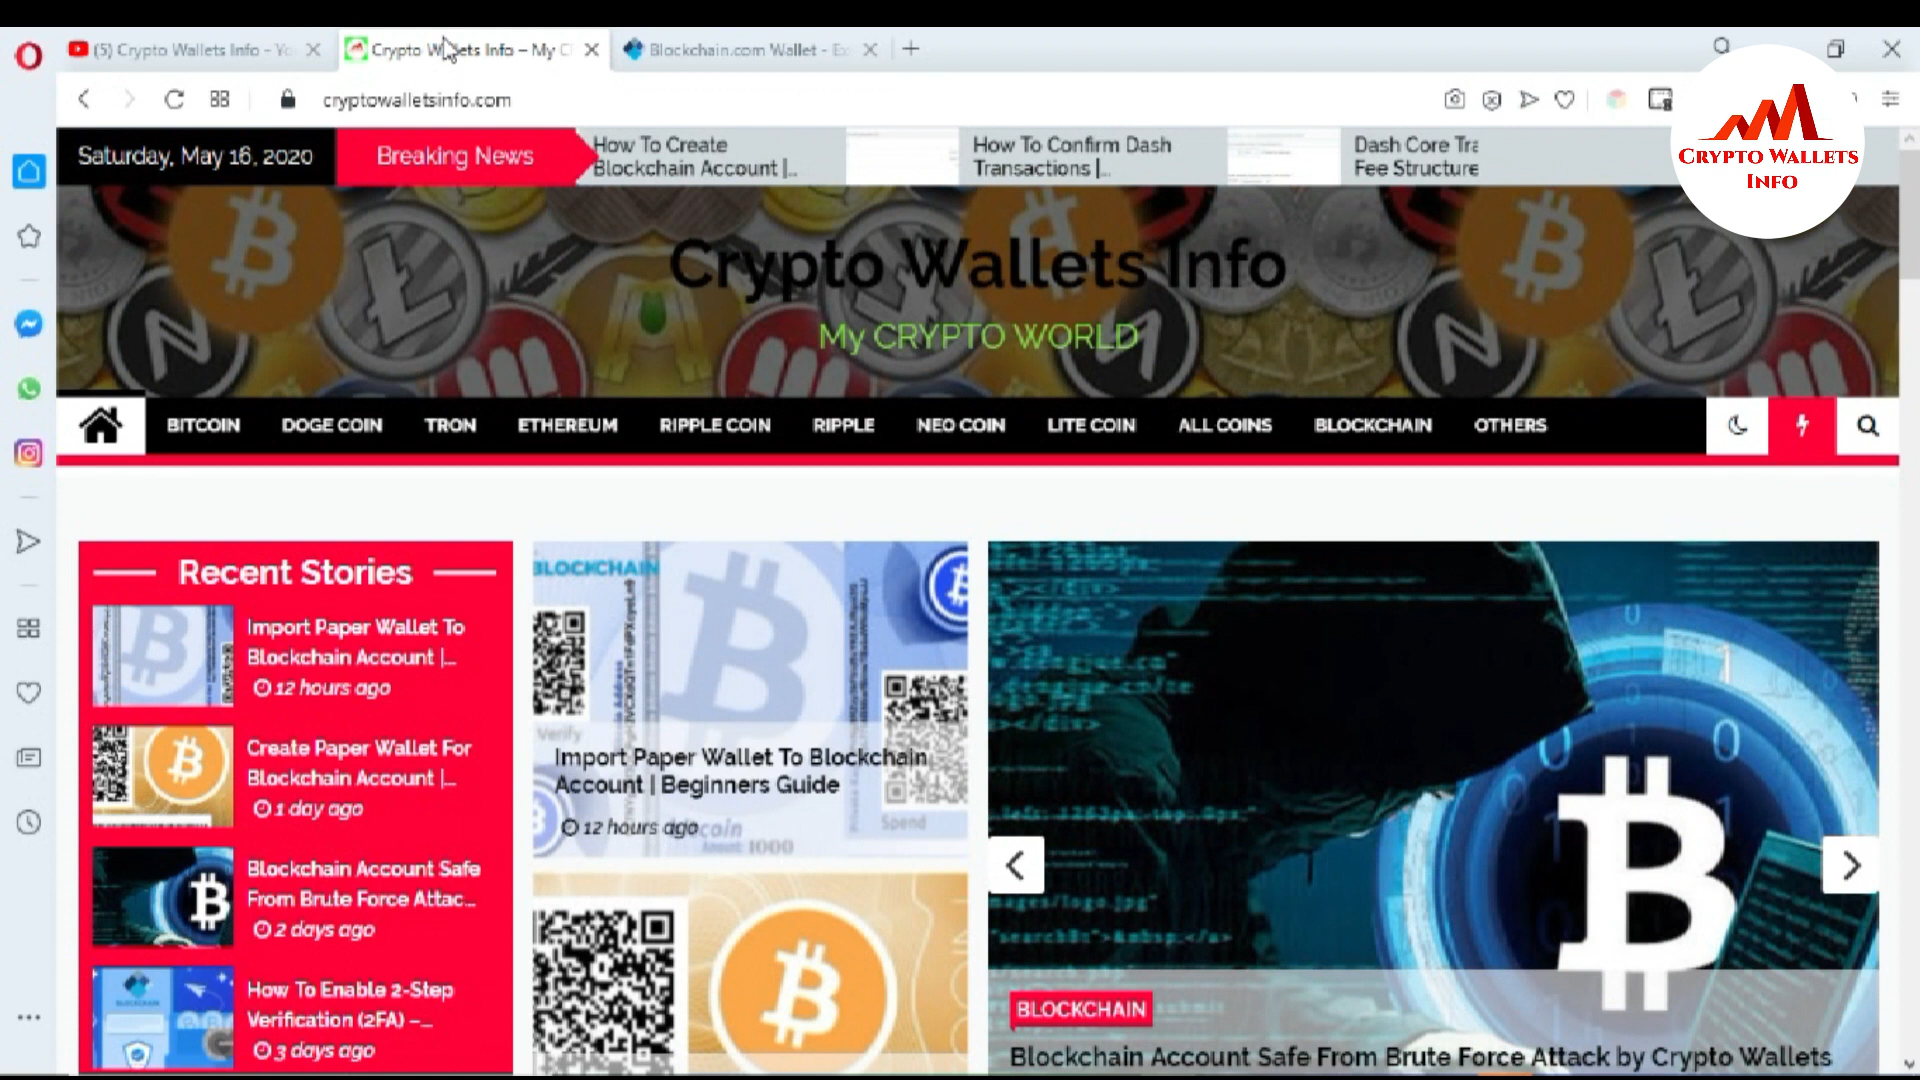 (5) Crypto Wallets Info - Yo
Crypto Wallets Info – My C
Blockchain.com Wallet - Ex
cryptowalletsinfo.com
CRYPTO WALLETS
INFO
Saturday, May 16, 2020
Breaking News
How To Create
Blockchain Account |...
How To Confirm Dash
Transactions |...
Dash Core Tra
Fee Structure
Crypto Wallets Info
My CRYPTO WORLD
BITCOIN
DOGE COIN
TRON
ETHEREUM
RIPPLE COIN
RIPPLE
NEO COIN
LITE COIN
ALL COINS
BLOCKCHAIN
OTHERS
Recent Stories
Import Paper Wallet To
Blockchain Account |...
12 hours ago
Create Paper Wallet For
Blockchain Account |...
1 day ago
Blockchain Account Safe
From Brute Force Attac...
2 days ago
How To Enable 2-Step
Verification (2FA) –...
3 days ago
BLOCKCHAIN
Verify
Import Paper Wallet To Blockchain
Account | Beginners Guide
12 hours ago
Spend
BLOCKCHAIN
Blockchain Account Safe From Brute Force Attack by Crypto Wallets